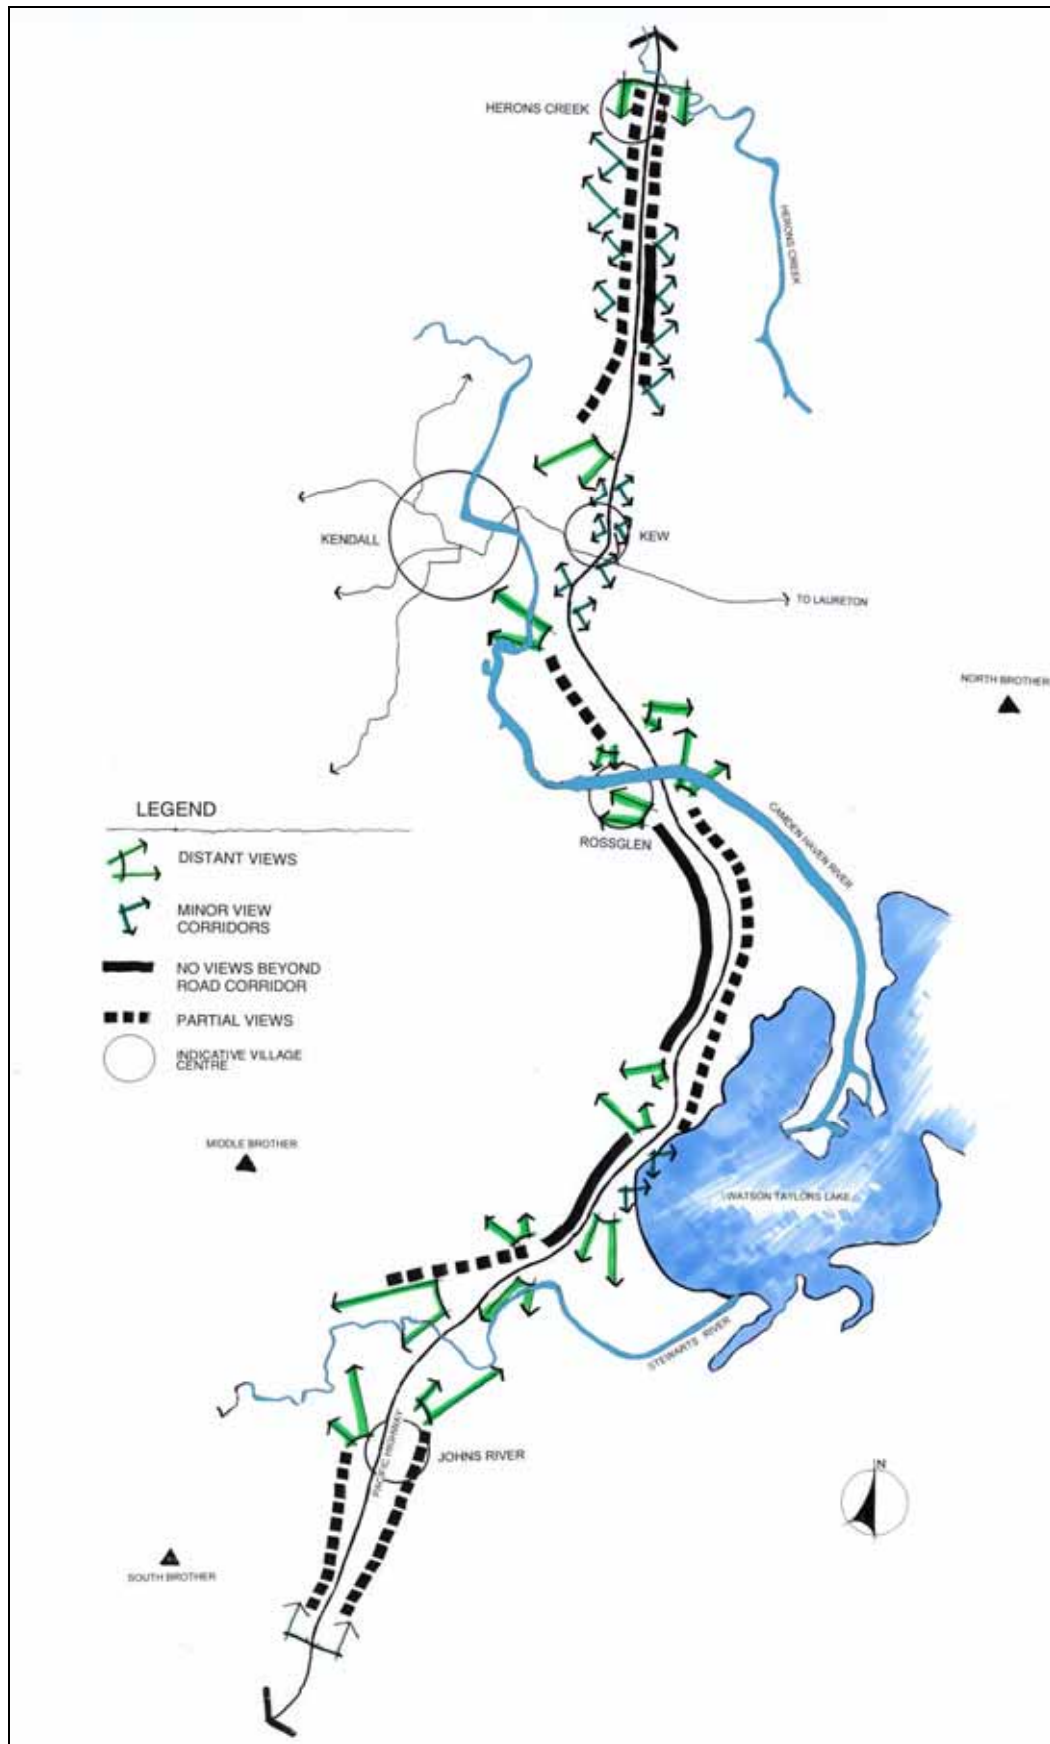 HERONS CREEK
HERONS CREEK
KENDALL
KEW
TO LAURETON
NORTH BROTHER
CAMDEN HAVEN RIVER
ROSSGLEN
LEGEND
DISTANT VIEWS
MINOR VIEW
CORRIDORS
NO VIEWS BEYOND
ROAD CORRIDOR
PARTIAL VIEWS
INDICATIVE VILLAGE
CENTRE
MIDDLE BROTHER
WATSON TAYLORS LAKE
STEWARTS RIVER
PACIFIC HIGHWAY
JOHNS RIVER
N
SOUTH BROTHER